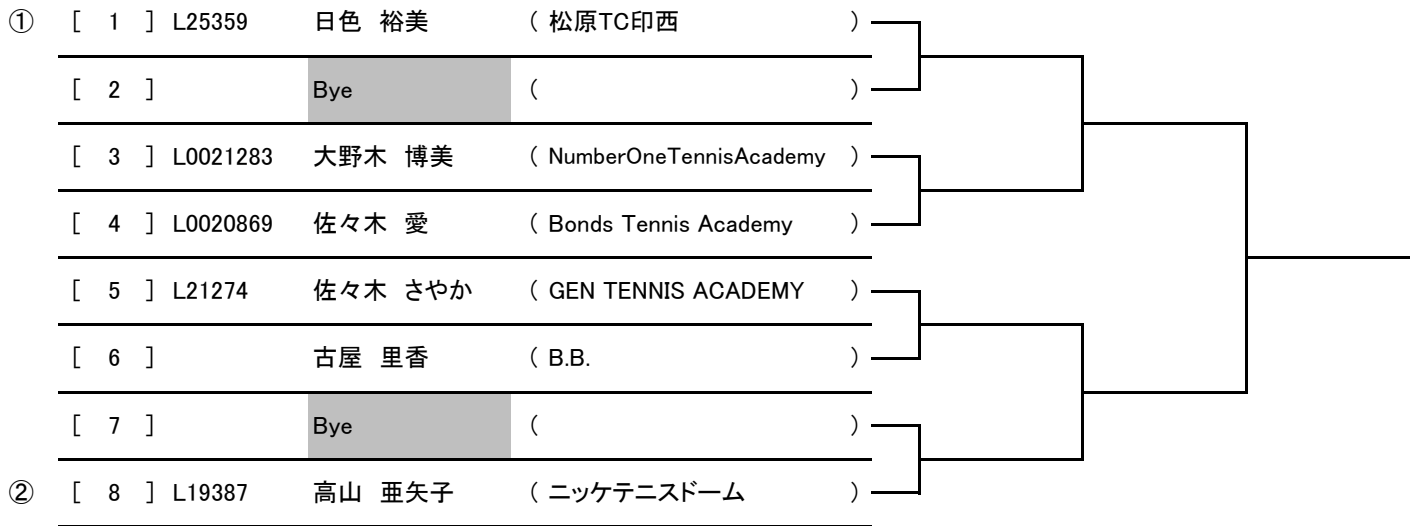 ① [ 1 ] L25359 日色 裕美 ( 松原TC印西 )
[ 2 ] Bye ( )
[ 3 ] L0021283 大野木 博美 ( NumberOneTennisAcademy )
[ 4 ] L0020869 佐々木 愛 ( Bonds Tennis Academy )
[ 5 ] L21274 佐々木 さやか ( GEN TENNIS ACADEMY )
[ 6 ] 古屋 里香 ( B.B. )
[ 7 ] Bye ( )
② [ 8 ] L19387 高山 亜矢子 ( ニッケテニスドーム )